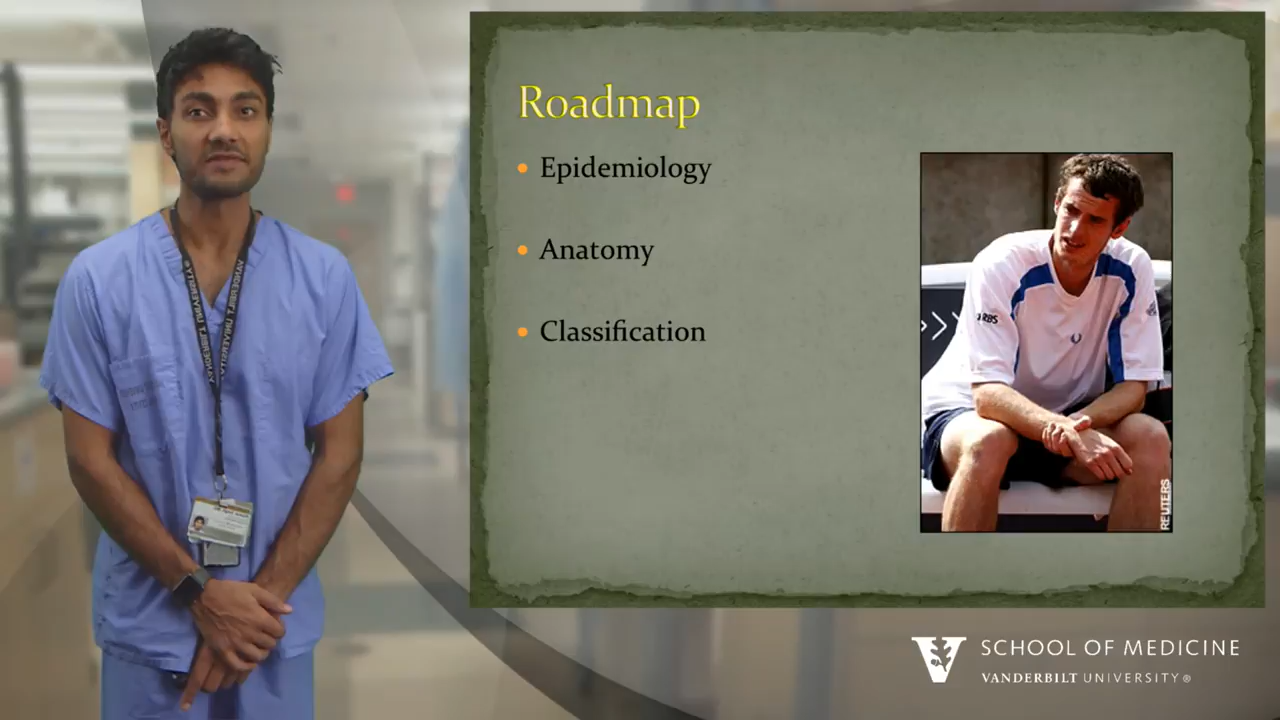 Roadmap
• Epidemiology
• Anatomy
• Classification
RBS
REUTERS
V
SCHOOL OF MEDICINE
VANDERBILT UNIVERSITY®